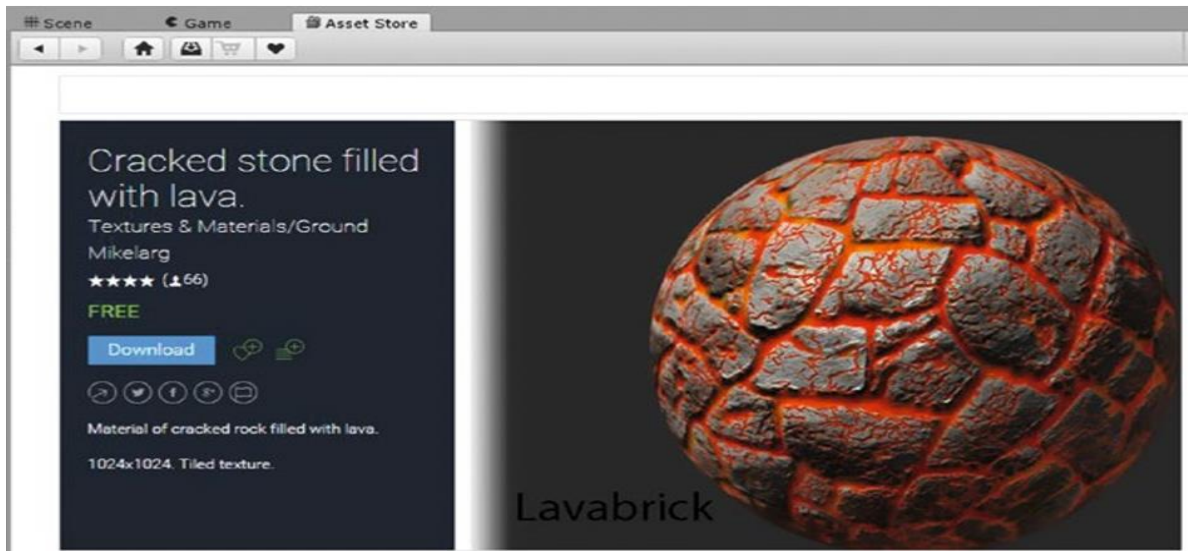 Scene Game Asset Store
Cracked stone filled
with lava.
Textures & Materials/Ground
Mikelarg
★★★★ (66)
FREE
Download
Material of cracked rock filled with lava.
1024x1024. Tiled texture.
Lavabrick